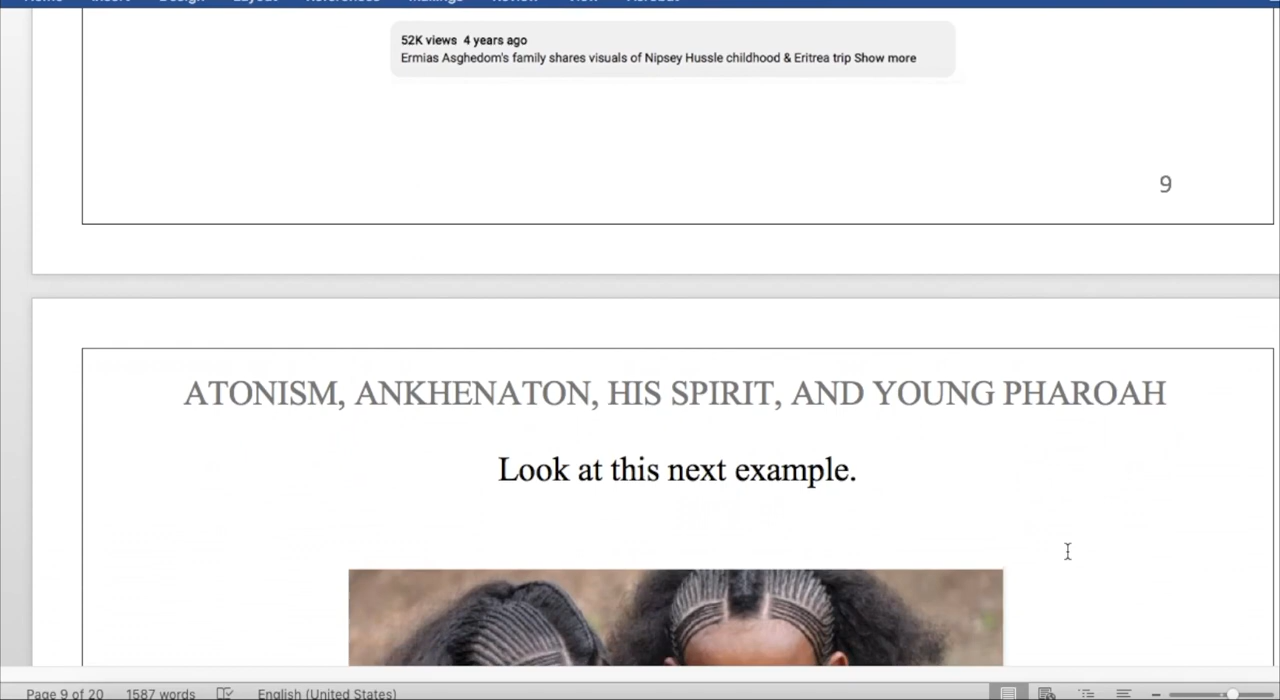 52K views 4 years ago
Ermias Asghedom's family shares visuals of Nipsey Hussle childhood & Eritrea trip Show more
9
ATONISM, ANKHENATON, HIS SPIRIT, AND YOUNG PHAROAH
Look at this next example.
Page 9 of 20 1587 words English (United States)